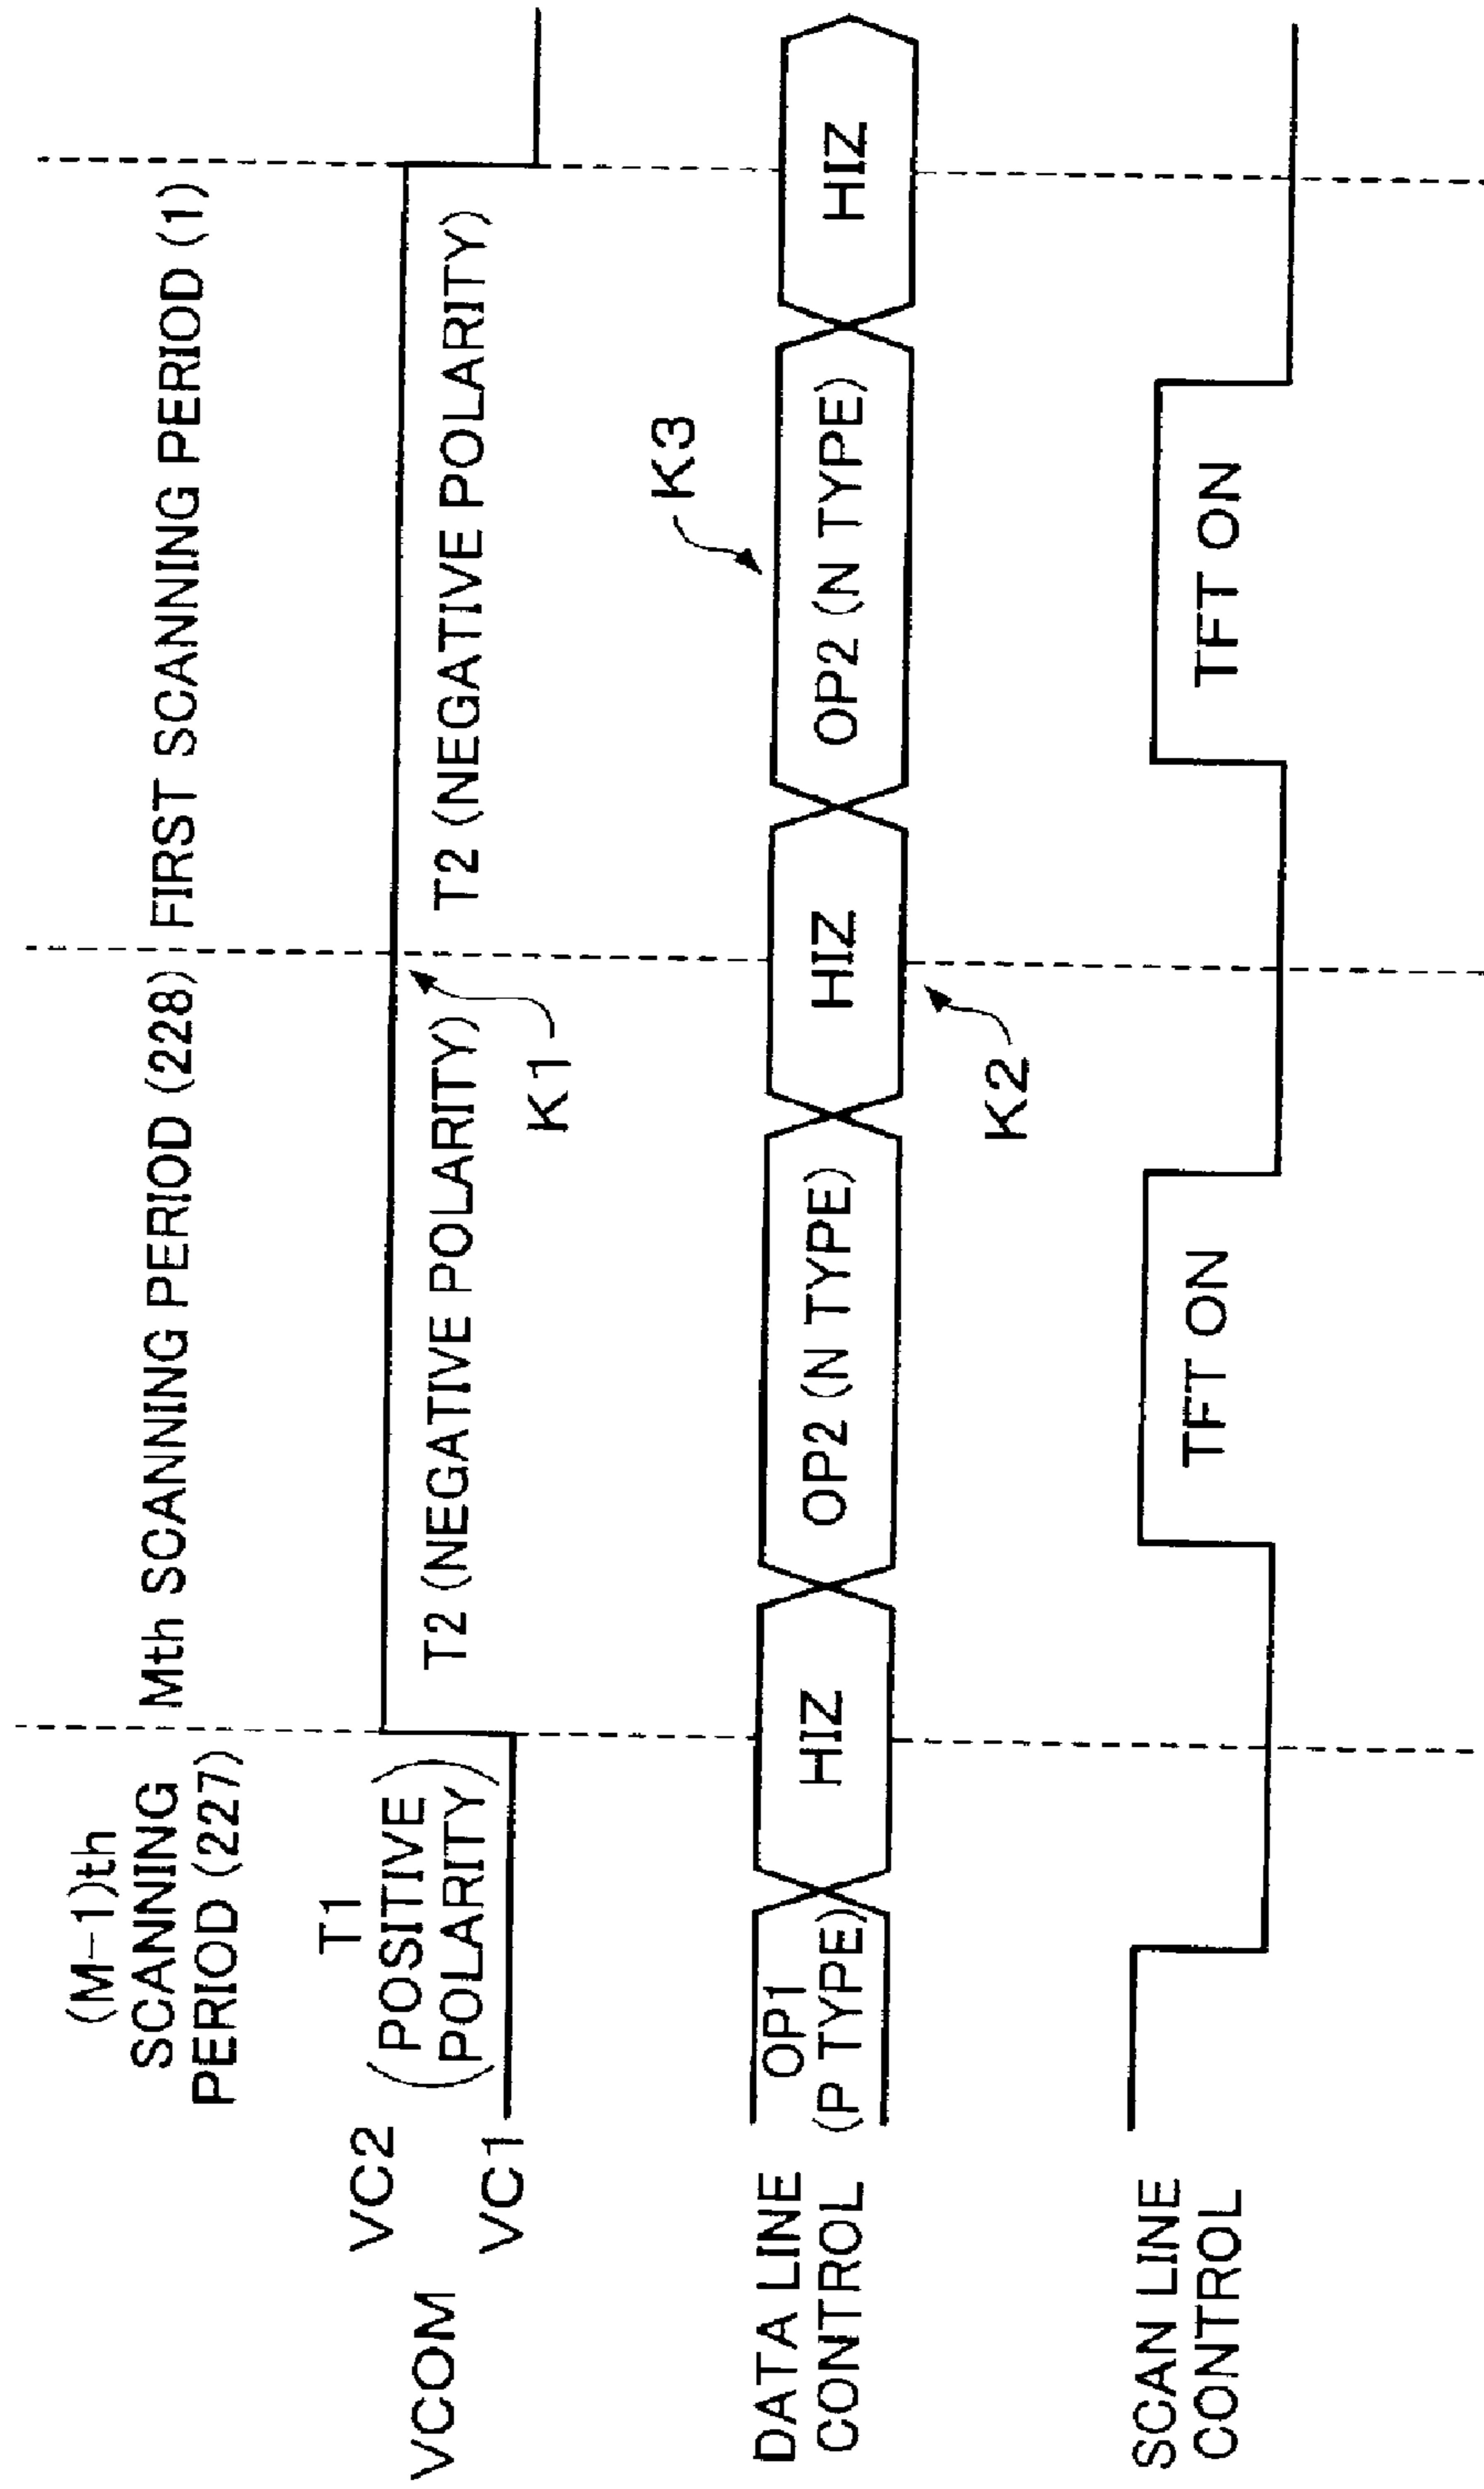 (M-1)th
SCANNING
PERIOD (227)
Mth SCANNING PERIOD (228)
FIRST SCANNING PERIOD (1)
VCOM
VC2
VC1
T1
(POSITIVE
POLARITY)
T2 (NEGATIVE POLARITY)
T2 (NEGATIVE POLARITY)
K1
K3
DATA LINE
CONTROL
OP1
(P TYPE)
HIZ
OP2 (N TYPE)
HIZ
OP2 (N TYPE)
HIZ
K2
SCAN LINE
CONTROL
TFT ON
TFT ON